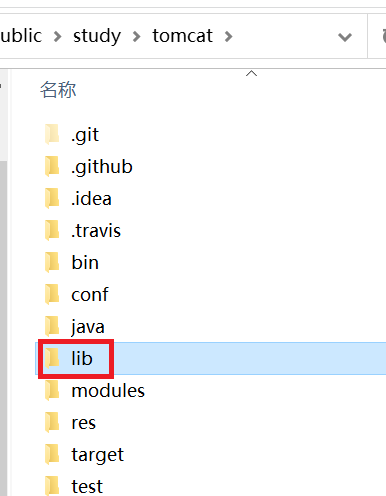 ublic > study > tomcat >
名称
.git
.github
.idea
.travis
bin
conf
java
lib
modules
res
target
test